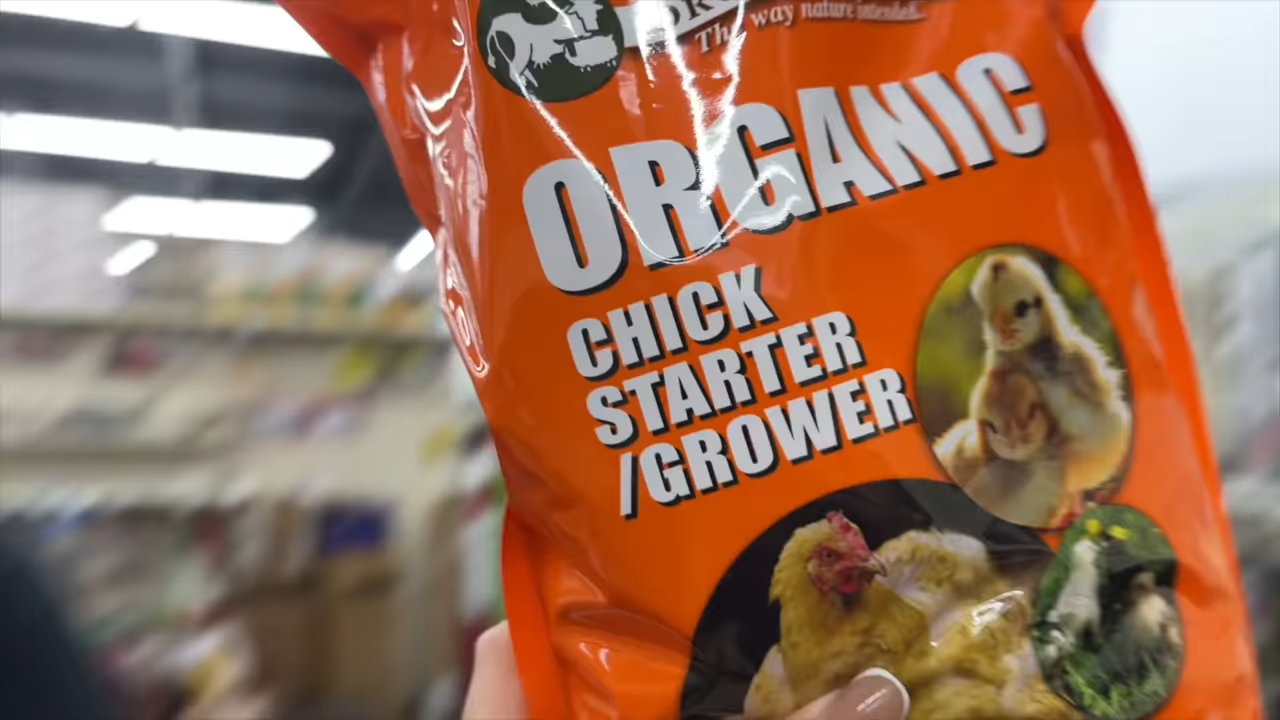 The way nature intended.
ORGANIC
CHICK
STARTER
/GROWER